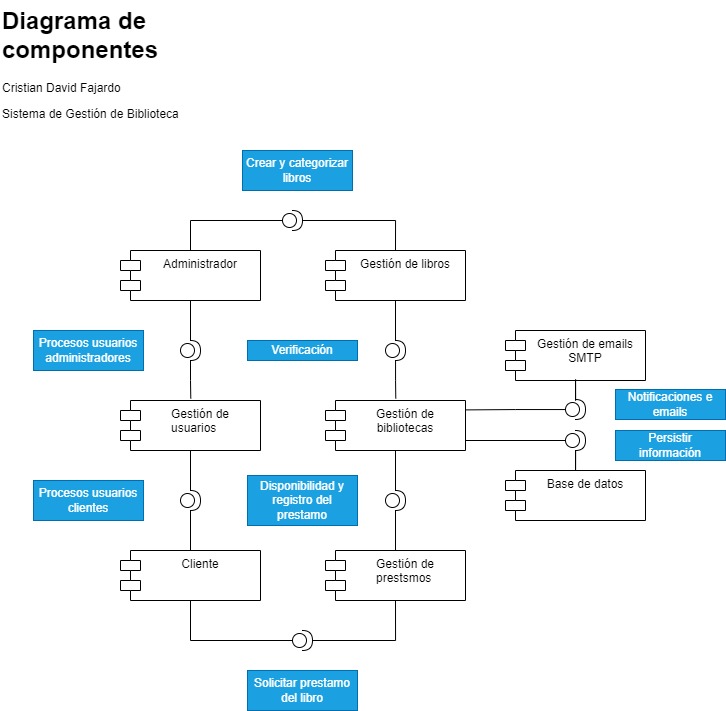 Diagrama de
componentes
Cristian David Fajardo
Sistema de Gestión de Biblioteca
Crear y categorizar
libros
Administrador
Gestión de libros
Procesos usuarios
administradores
Verificación
Gestión de emails
SMTP
Notificaciones e
emails
Gestión de
usuarios
Gestión de
bibliotecas
Persistir
información
Procesos usuarios
clientes
Disponibilidad y
registro del
prestamo
Base de datos
Cliente
Gestión de
prestsmos
Solicitar prestamo
del libro